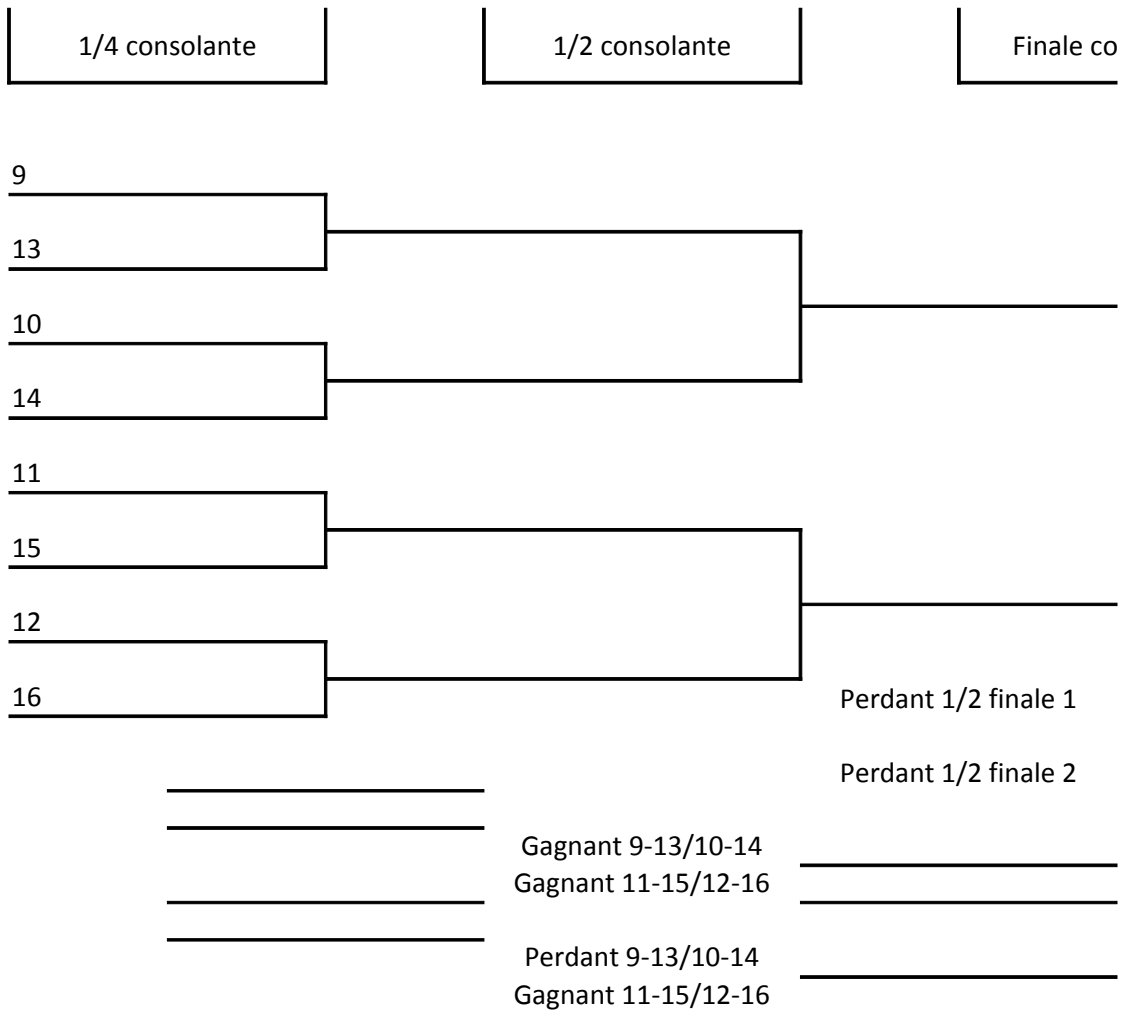 1/4 consolante
1/2 consolante
Finale co
9
13
10
14
11
15
12
16
Perdant 1/2 finale 1
Perdant 1/2 finale 2
Gagnant 9-13/10-14
Gagnant 11-15/12-16
Perdant 9-13/10-14
Gagnant 11-15/12-16